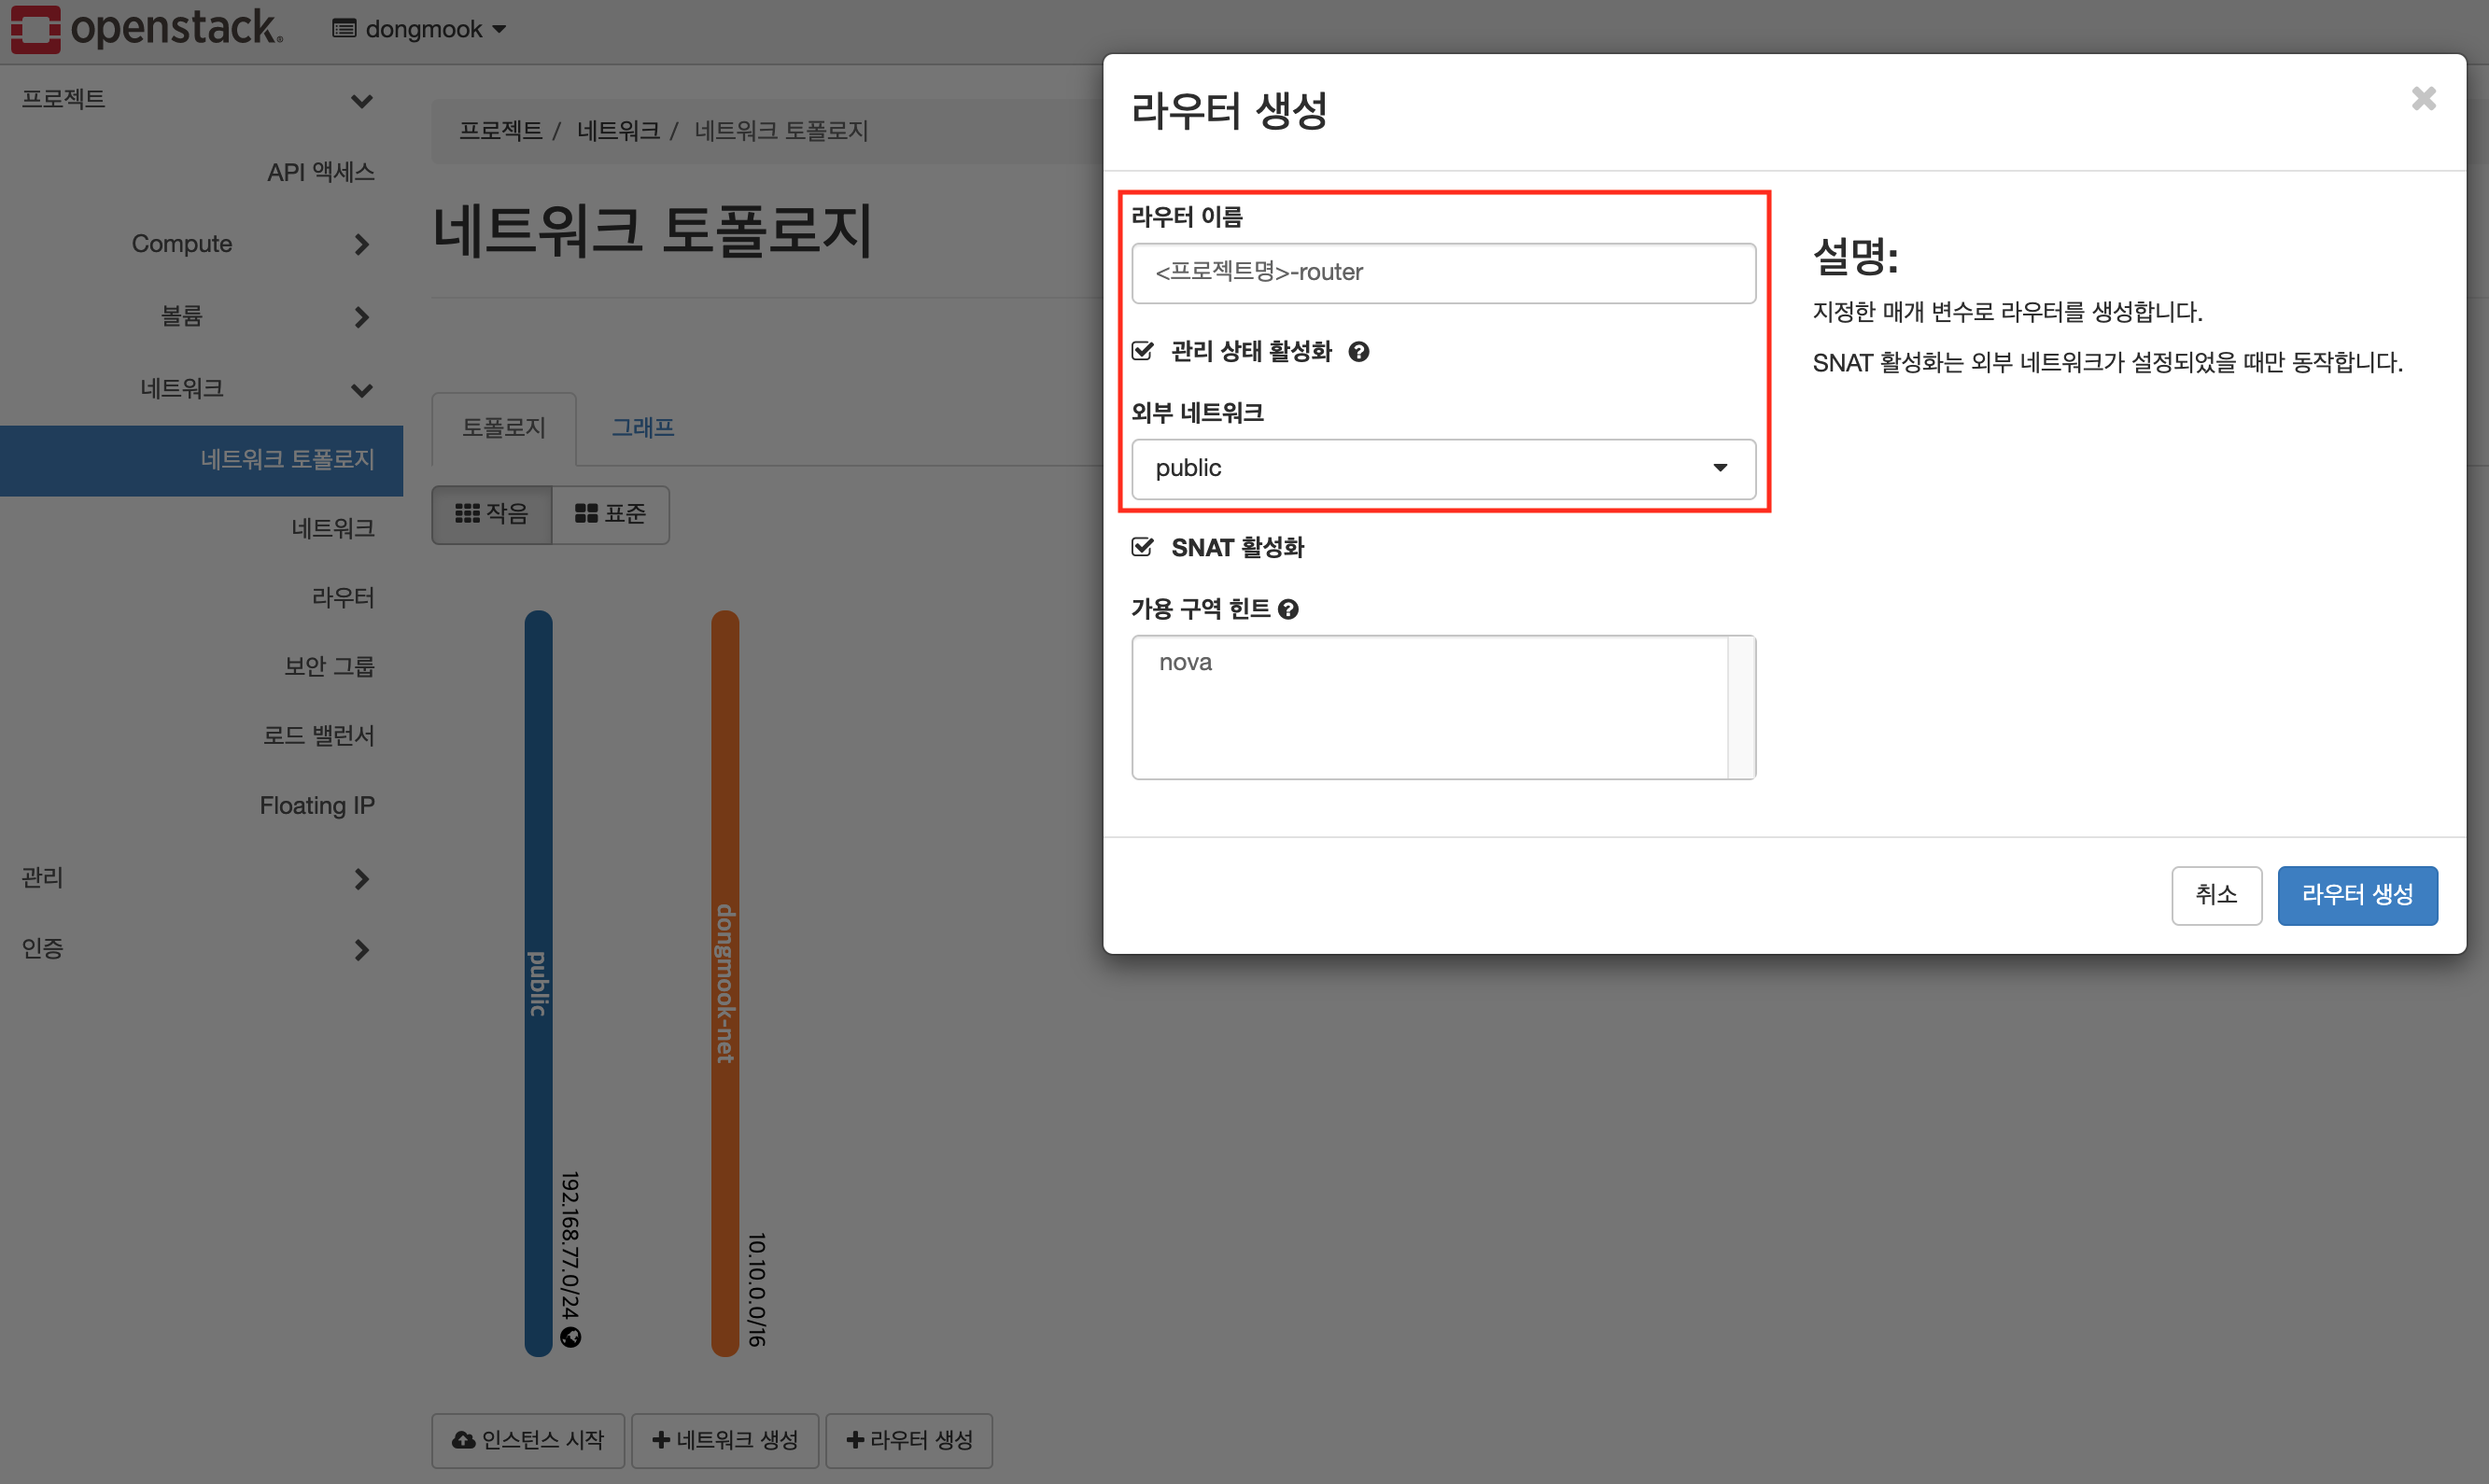 openstack.
dongmook
프로젝트
API 액세스
Compute
볼륨
네트워크
네트워크 토폴로지
네트워크
라우터
보안 그룹
로드 밸런서
Floating IP
관리
인증
프로젝트 / 네트워크 / 네트워크 토폴로지
네트워크 토폴로지
토폴로지 그래프
작음 표준
public
192.168.77.0/24
dongmook-net
10.10.0.0/16
인스턴스 시작 네트워크 생성 라우터 생성
라우터 생성
라우터 이름
<프로젝트명>-router
관리 상태 활성화
외부 네트워크
public
SNAT 활성화
가용 구역 힌트
nova
설명:
지정한 매개 변수로 라우터를 생성합니다.
SNAT 활성화는 외부 네트워크가 설정되었을 때만 동작합니다.
취소 라우터 생성